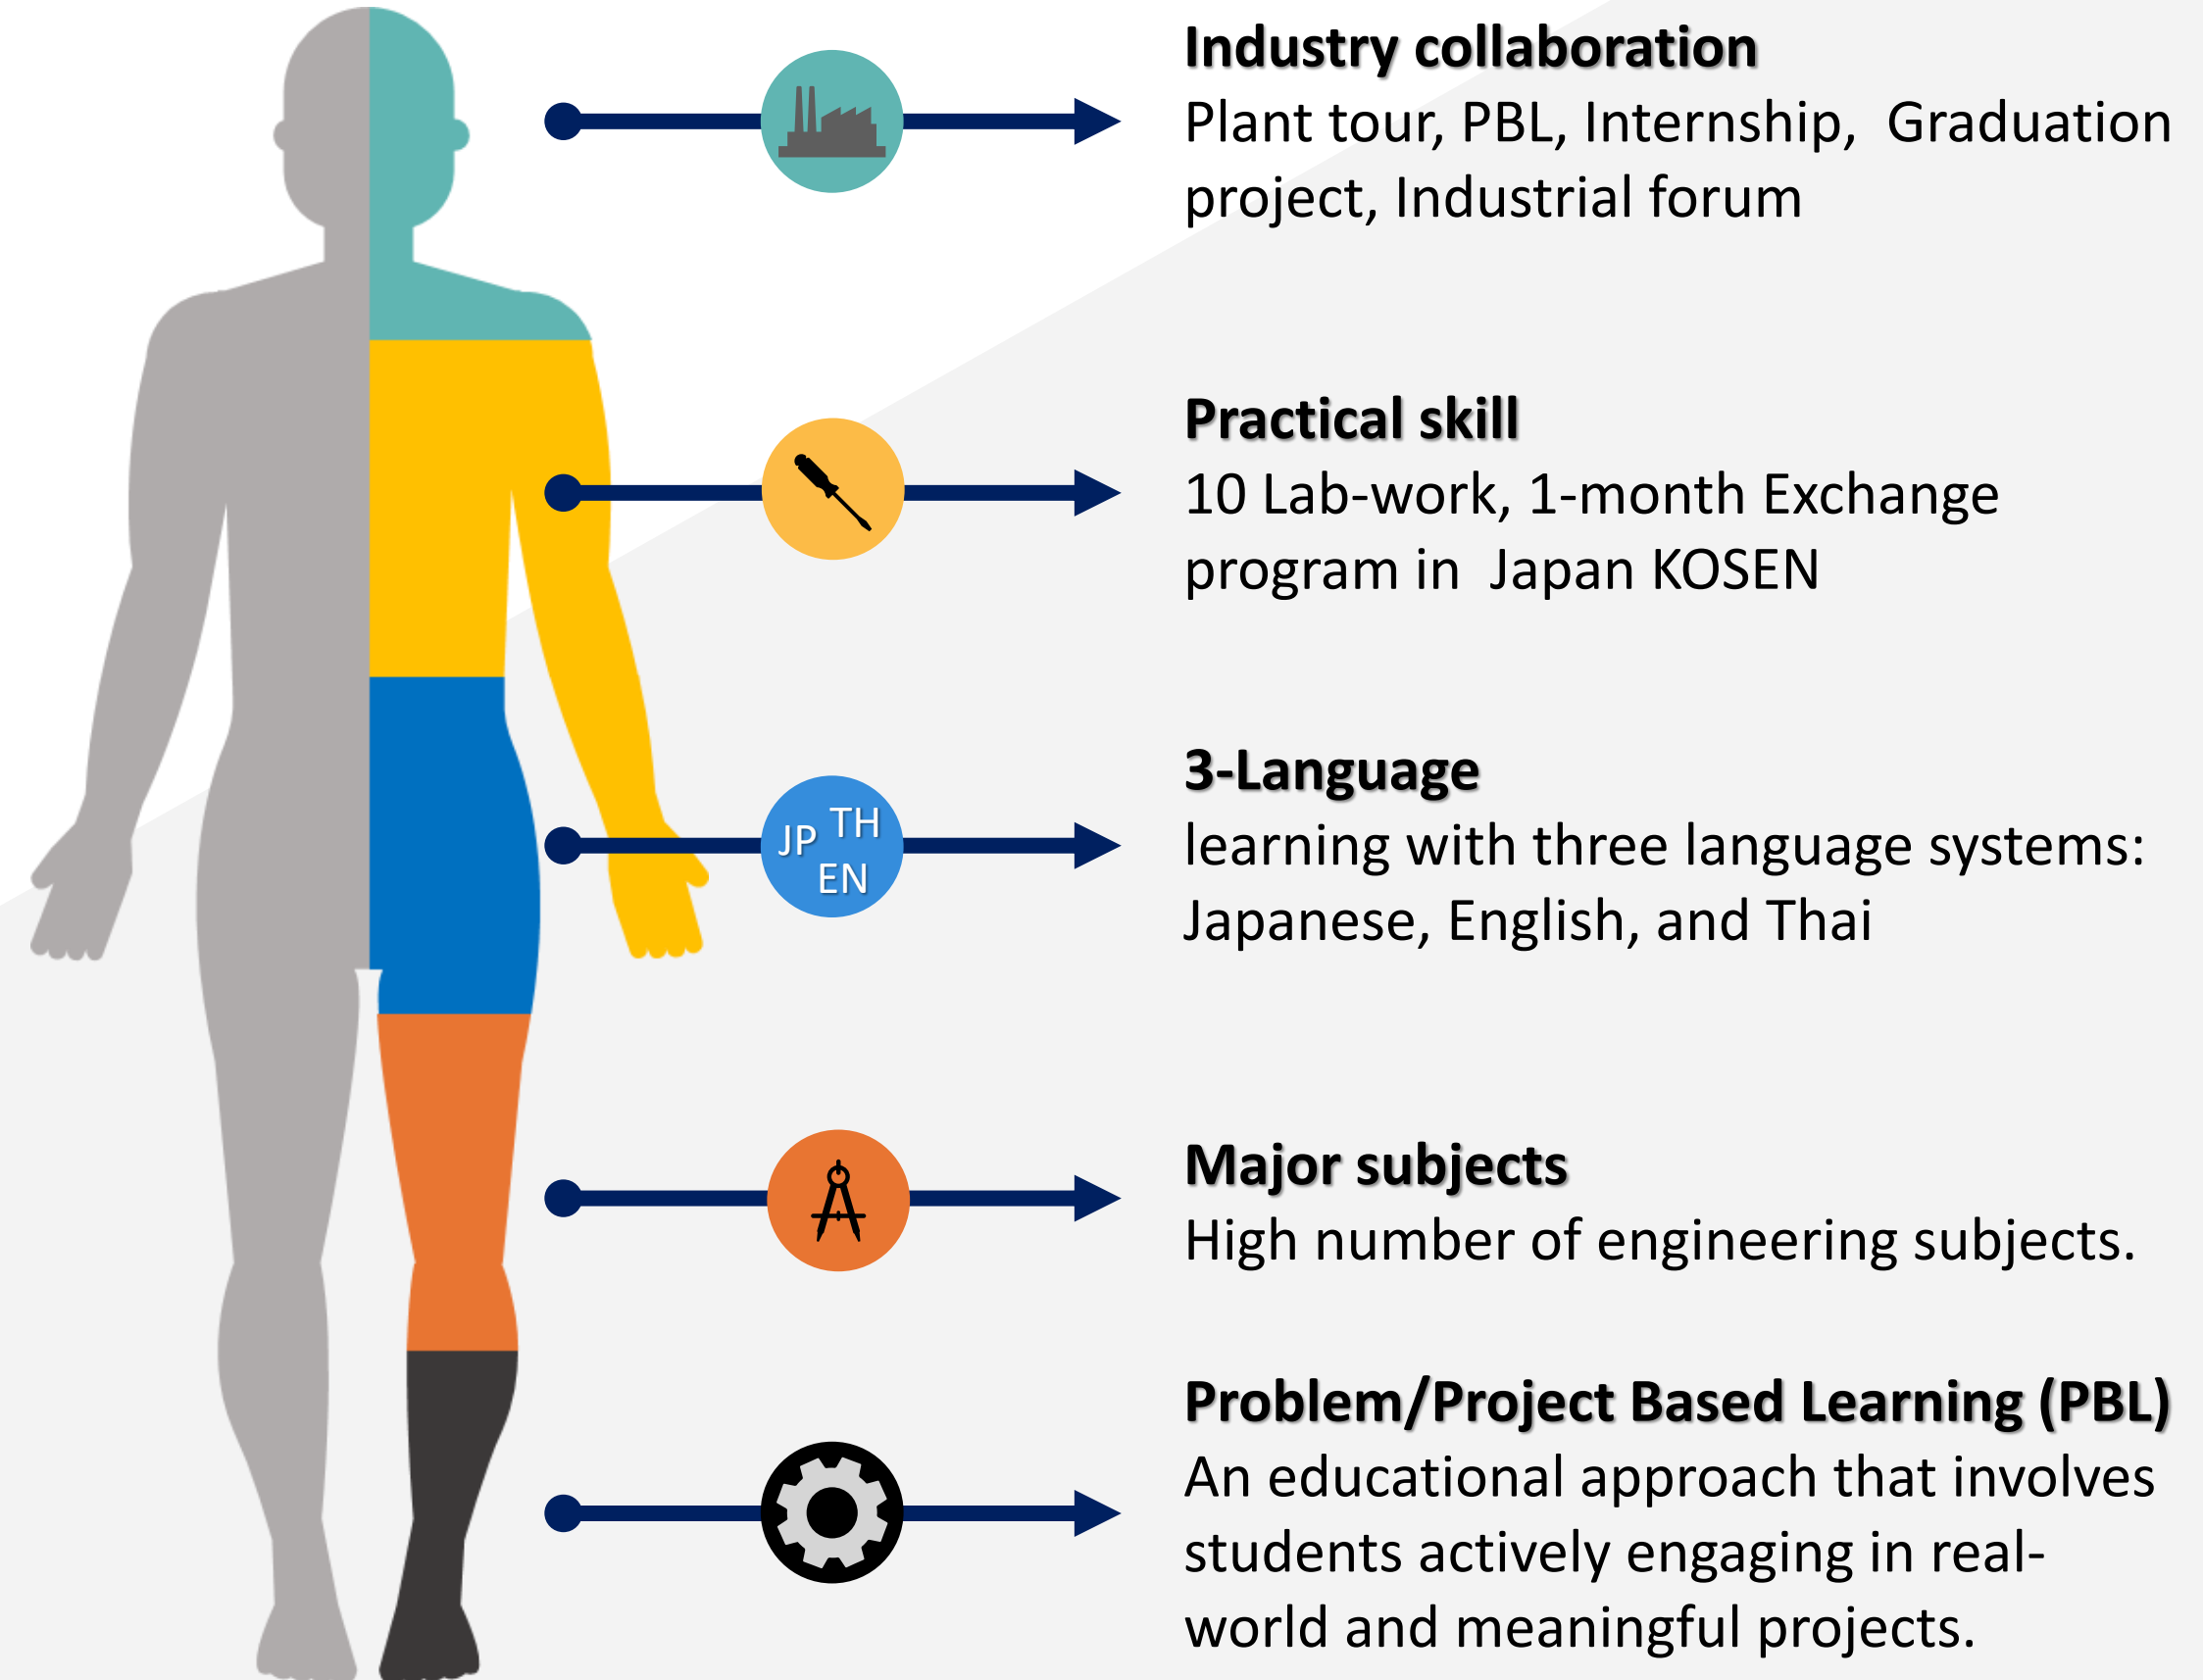 Industry collaboration
Plant tour, PBL, Internship,  Graduation
project, Industrial forum
Practical skill
10 Lab-work, 1-month Exchange
program in  Japan KOSEN
JP TH
EN
3-Language
learning with three language systems:
Japanese, English, and Thai
Major subjects
High number of engineering subjects.
Problem/Project Based Learning (PBL)
An educational approach that involves
students actively engaging in real-
world and meaningful projects.